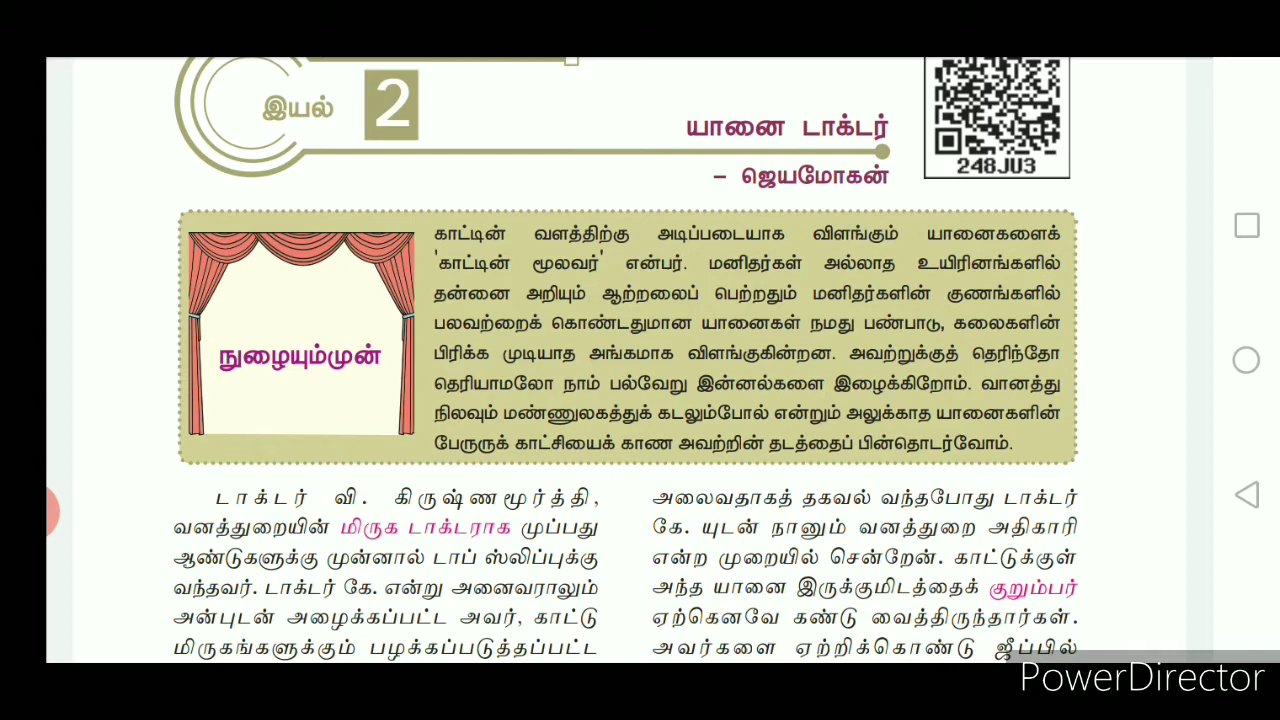 இயல் 2
யானை டாக்டர்
– ஜெயமோகன்
248JU3
நுழையும்முன்
காட்டின் வளத்திற்கு அடிப்படையாக விளங்கும் யானைகளைக்
'காட்டின் மூலவர்' என்பர். மனிதர்கள் அல்லாத உயிரினங்களில்
தன்னை அறியும் ஆற்றலைப் பெற்றதும் மனிதர்களின் குணங்களில்
பலவற்றைக் கொண்டதுமான யானைகள் நமது பண்பாடு, கலைகளின்
பிரிக்க முடியாத அங்கமாக விளங்குகின்றன. அவற்றுக்குத் தெரிந்தோ
தெரியாமலோ நாம் பல்வேறு இன்னல்களை இழைக்கிறோம். வானத்து
நிலவும் மண்ணுலகத்துக் கடலும்போல் என்றும் அலுக்காத யானைகளின்
பேருருக் காட்சியைக் காண அவற்றின் தடத்தைப் பின்தொடர்வோம்.
டாக்டர் வி. கிருஷ்ணமூர்த்தி,
வனத்துறையின் மிருக டாக்டராக முப்பது
ஆண்டுகளுக்கு முன்னால் டாப் ஸ்லிப்புக்கு
வந்தவர். டாக்டர் கே. என்று அனைவராலும்
அன்புடன் அழைக்கப்பட்ட அவர், காட்டு
மிருகங்களுக்கும் பழக்கப்படுத்தப்பட்ட
அலைவதாகத் தகவல் வந்தபோது டாக்டர்
கே. யுடன் நானும் வனத்துறை அதிகாரி
என்ற முறையில் சென்றேன். காட்டுக்குள்
அந்த யானை இருக்குமிடத்தைக் குறும்பர்
ஏற்கெனவே கண்டு வைத்திருந்தார்கள்.
அவர்களை ஏற்றிக்கொண்டு ஜீப்பில்
PowerDirector